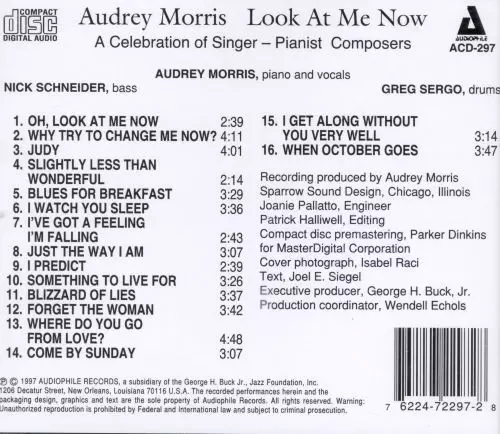 COMPACT
disc
DIGITAL AUDIO
Audrey Morris Look At Me Now
A Celebration of Singer – Pianist Composers
AUDIOPHILE
ACD-297
AUDREY MORRIS, piano and vocals
NICK SCHNEIDER, bass
GREG SERGO, drums
1. OH, LOOK AT ME NOW 2:39
2. WHY TRY TO CHANGE ME NOW? 4:11
3. JUDY 4:01
4. SLIGHTLY LESS THAN
WONDERFUL 2:14
5. BLUES FOR BREAKFAST 3:29
6. I WATCH YOU SLEEP 3:36
7. I'VE GOT A FEELING
I'M FALLING 2:43
8. JUST THE WAY I AM 3:07
9. I PREDICT 2:39
10. SOMETHING TO LIVE FOR 3:26
11. BLIZZARD OF LIES 3:37
12. FORGET THE WOMAN 3:42
13. WHERE DO YOU GO
FROM LOVE? 4:48
14. COME BY SUNDAY 3:07
15. I GET ALONG WITHOUT
YOU VERY WELL 3:14
16. WHEN OCTOBER GOES 3:47
Recording produced by Audrey Morris
Sparrow Sound Design, Chicago, Illinois
Joanie Pallatto, Engineer
Patrick Halliwell, Editing
Compact disc premastering, Parker Dinkins
for MasterDigital Corporation
Cover photograph, Isabel Raci
Text, Joel E. Siegel
Executive producer, George H. Buck, Jr.
Production coordinator, Wendell Echols
℗ © 1997 AUDIOPHILE RECORDS, a subsidiary of the George H. Buck Jr., Jazz Foundation, Inc.
1206 Decatur Street, New Orleans, Louisiana 70116 U.S.A. The recorded performances herein and the
packaging design, graphics and text are the sole property of Audiophile Records. All rights reserved. Warning:
Unauthorized reproduction is prohibited by Federal and International law and subject to criminal prosecution.
7 6224-72297-2 8